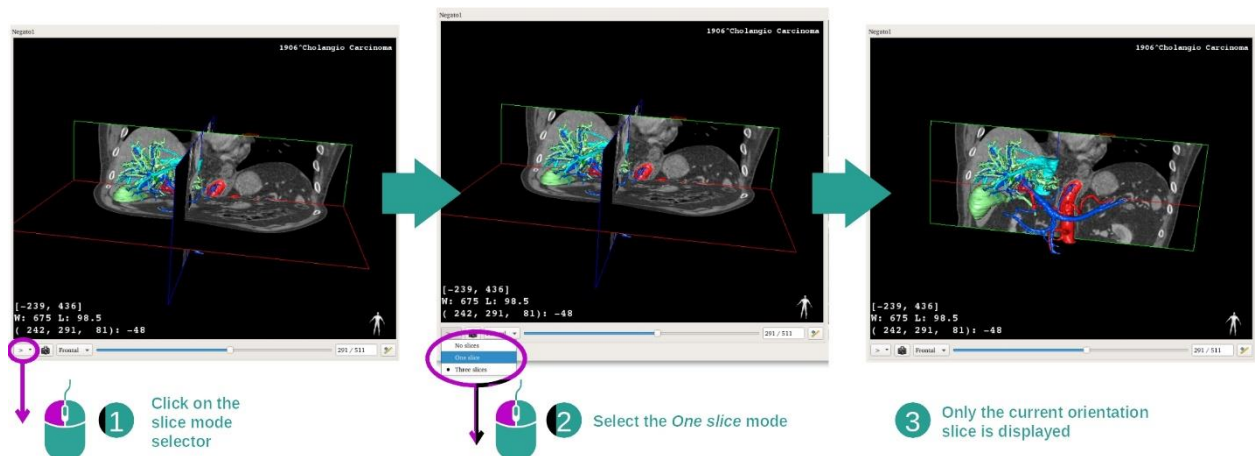 Negato1
1906^Cholangio Carcinoma
[-239, 436]
W: 675 L: 98.5
( 242, 291,  81): -48
Frontal
291 / 511
1
Click on the
slice mode
selector
Negato1
1906^Cholangio Carcinoma
[-239, 436]
W: 675 L: 98.5
( 242, 291,  81): -48
291 / 511
No slices
One slice
Three slices
2
Select the One slice mode
Negato1
1906^Cholangio Carcinoma
[-239, 436]
W: 675 L: 98.5
( 242, 291,  81): -48
Frontal
291 / 511
3
Only the current orientation
slice is displayed